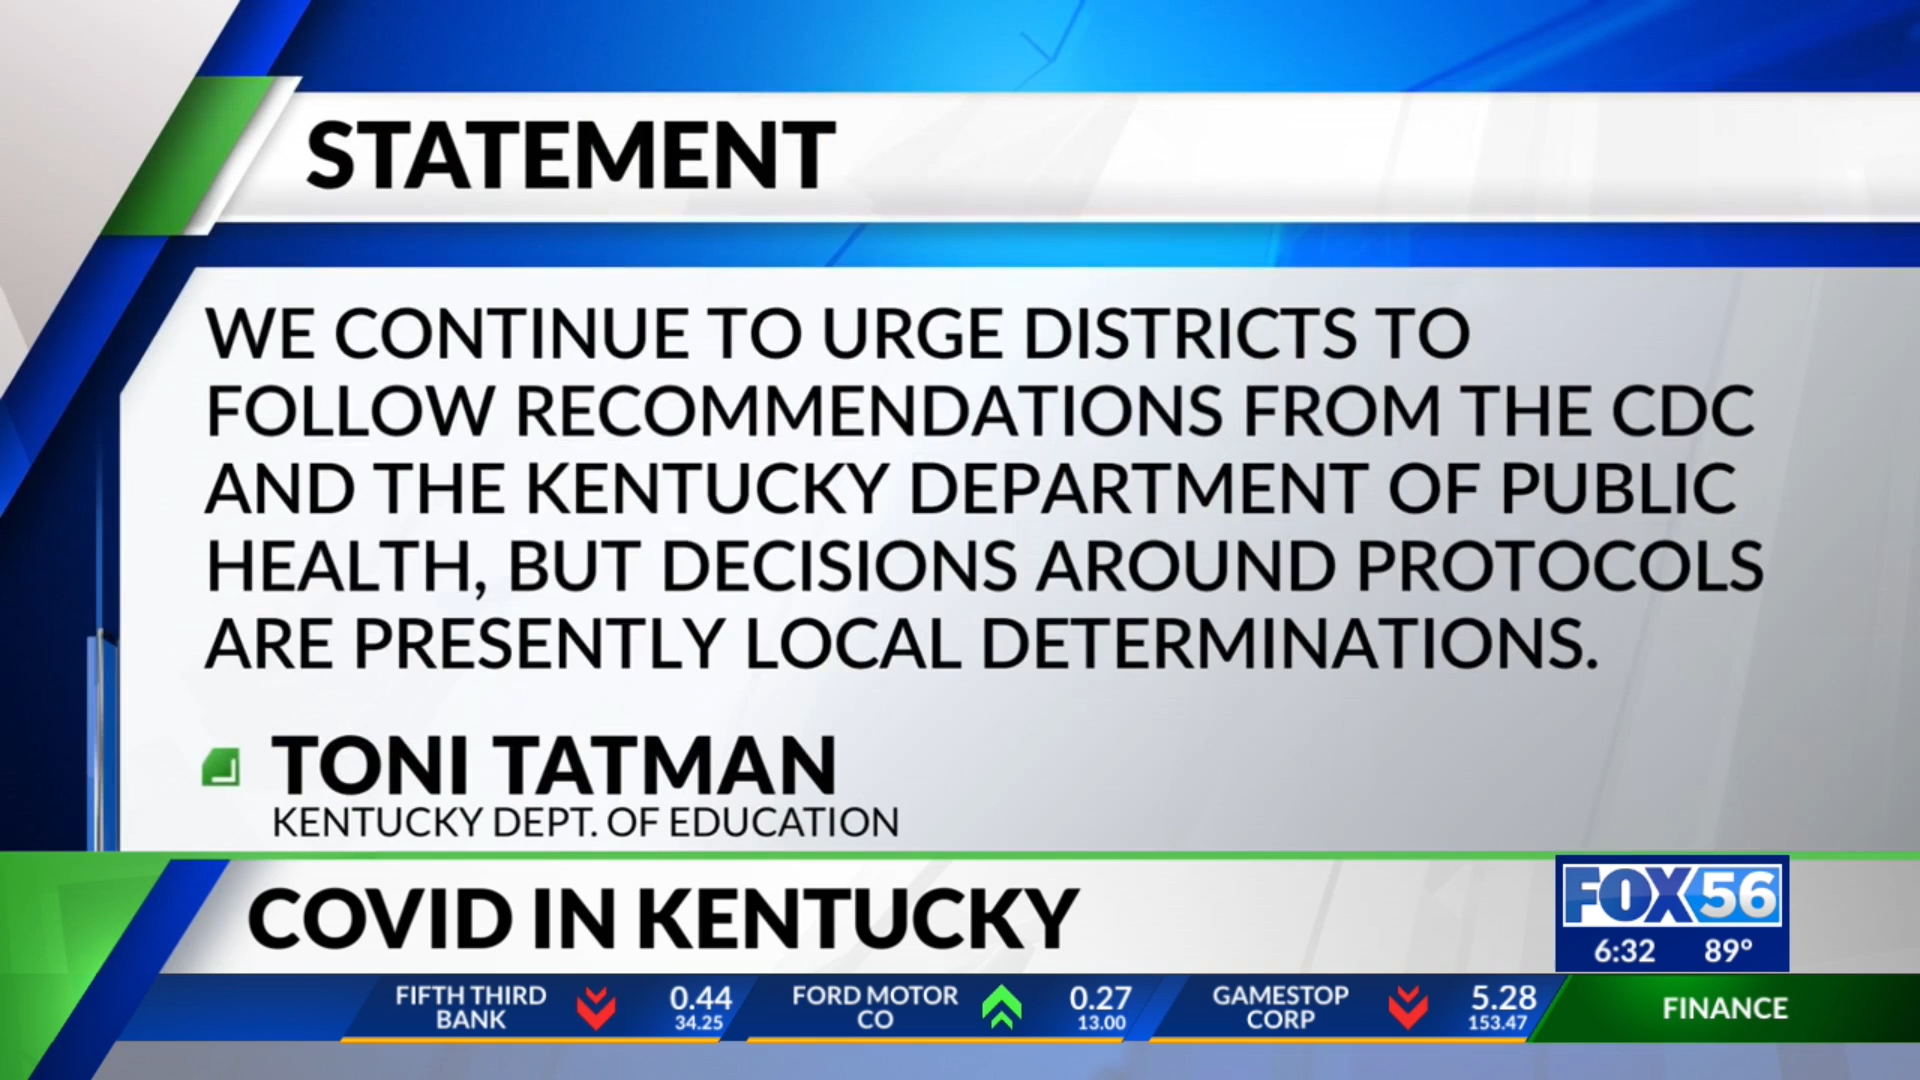 STATEMENT
WE CONTINUE TO URGE DISTRICTS TO
FOLLOW RECOMMENDATIONS FROM THE CDC
AND THE KENTUCKY DEPARTMENT OF PUBLIC
HEALTH, BUT DECISIONS AROUND PROTOCOLS
ARE PRESENTLY LOCAL DETERMINATIONS.
TONI TATMAN
KENTUCKY DEPT. OF EDUCATION
COVID IN KENTUCKY
FOX 56
6:32 89°
FIFTH THIRD
BANK
0.44
34.25
FORD MOTOR
CO
0.27
13.00
GAMESTOP
CORP
5.28
153.47
FINANCE